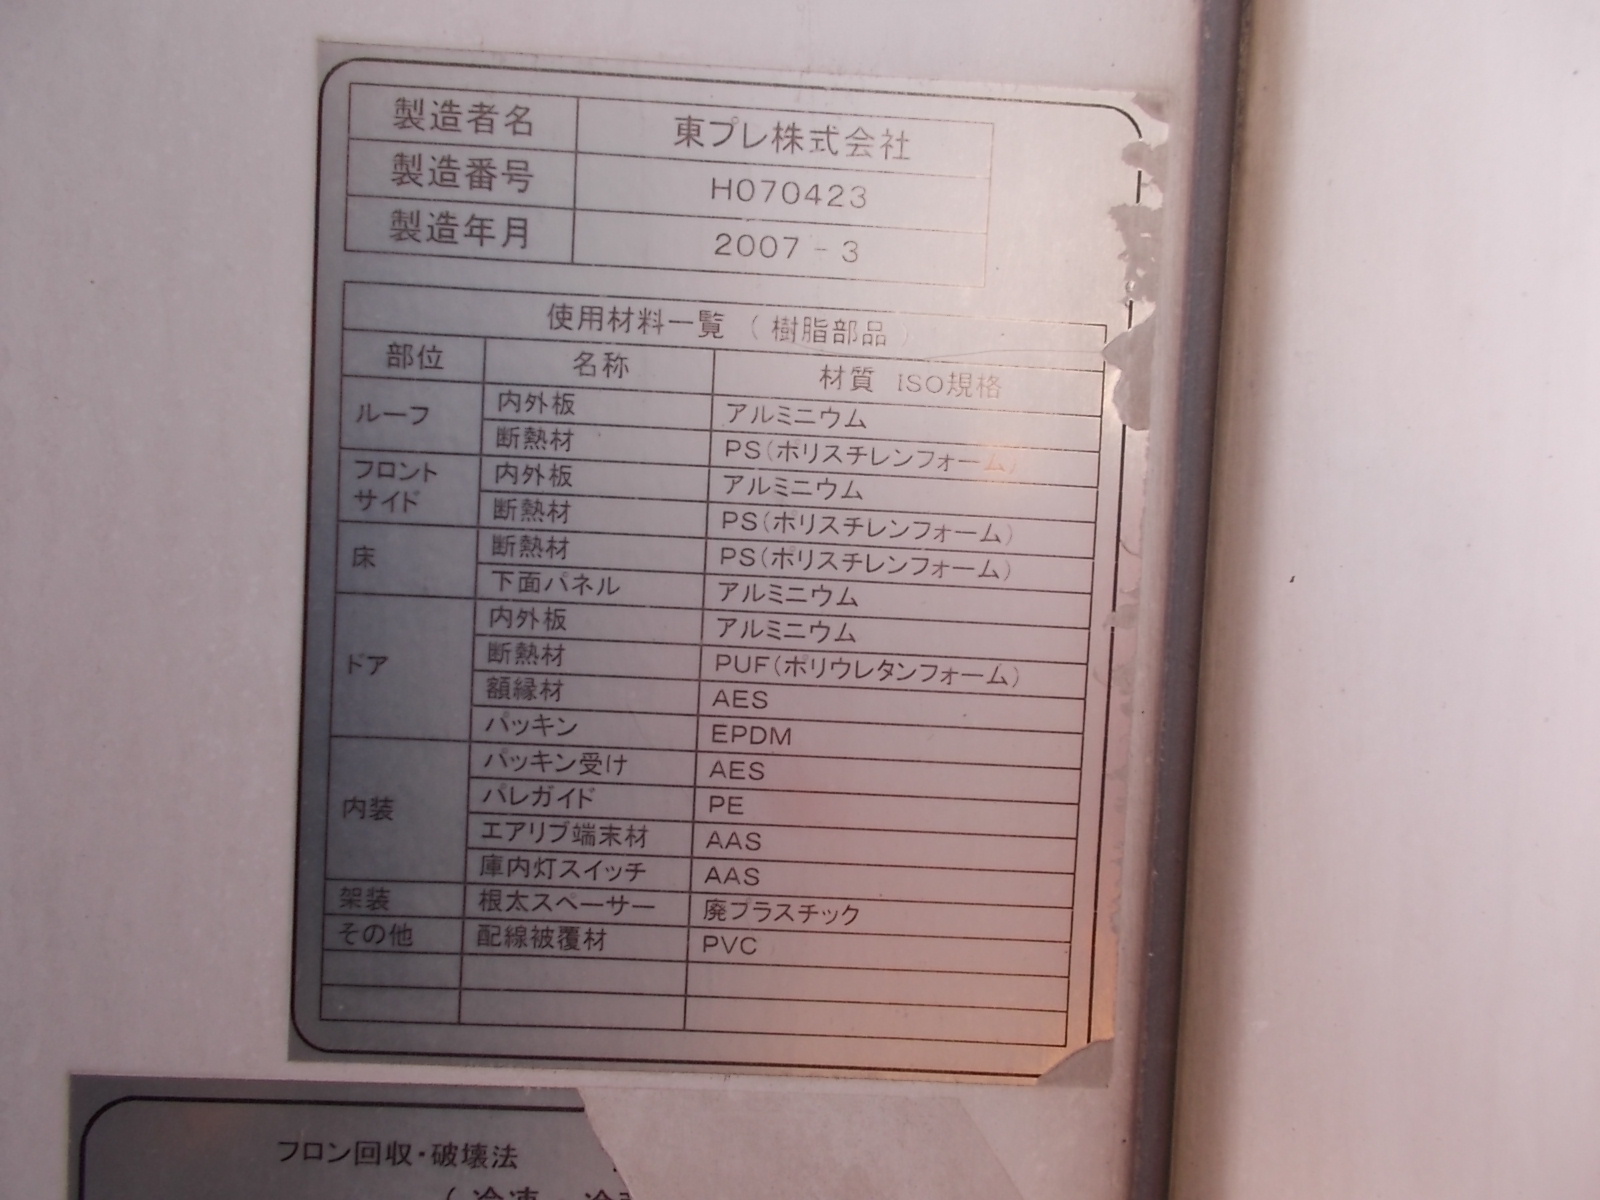 製造者名 東プレ株式会社
製造番号 H070423
製造年月 2007-3
使用材料一覧 (樹脂部品)
部位 名称 材質 ISO規格
ルーフ 内外板 アルミニウム
断熱材 PS(ポリスチレンフォーム)
フロント
サイド 内外板 アルミニウム
断熱材 PS(ポリスチレンフォーム)
床 断熱材 PS(ポリスチレンフォーム)
下面パネル アルミニウム
ドア 内外板 アルミニウム
断熱材 PUF(ポリウレタンフォーム)
額縁材 AES
パッキン EPDM
内装 パッキン受け AES
パレガイド PE
エアリブ端末材 AAS
庫内灯スイッチ AAS
架装 根太スペーサー 廃プラスチック
その他 配線被覆材 PVC
フロン回収・破壊法